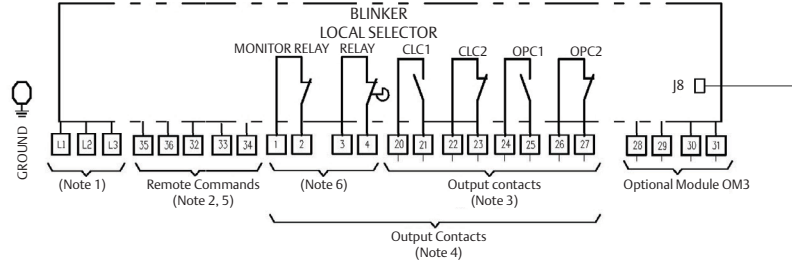 BLINKER
LOCAL SELECTOR
MONITOR RELAY RELAY CLC1 CLC2 OPC1 OPC2
J8
GROUND
L1 L2 L3 35 36 32 33 34 1 2 3 4 20 21 22 23 24 25 26 27 28 29 30 31
(Note 1) Remote Commands (Note 6) Output contacts Optional Module OM3
(Note 2, 5) (Note 3)
Output Contacts
(Note 4)